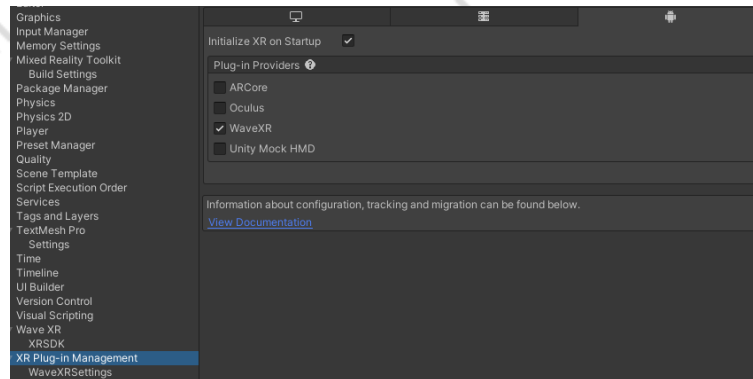 Graphics
Input Manager
Memory Settings
Mixed Reality Toolkit
Build Settings
Package Manager
Physics
Physics 2D
Player
Preset Manager
Quality
Scene Template
Script Execution Order
Services
Tags and Layers
TextMesh Pro
Settings
Time
Timeline
UI Builder
Version Control
Visual Scripting
Wave XR
XRSDK
XR Plug-in Management
WaveXRSettings
Initialize XR on Startup
Plug-in Providers
ARCore
Oculus
WaveXR
Unity Mock HMD
Information about configuration, tracking and migration can be found below.
View Documentation